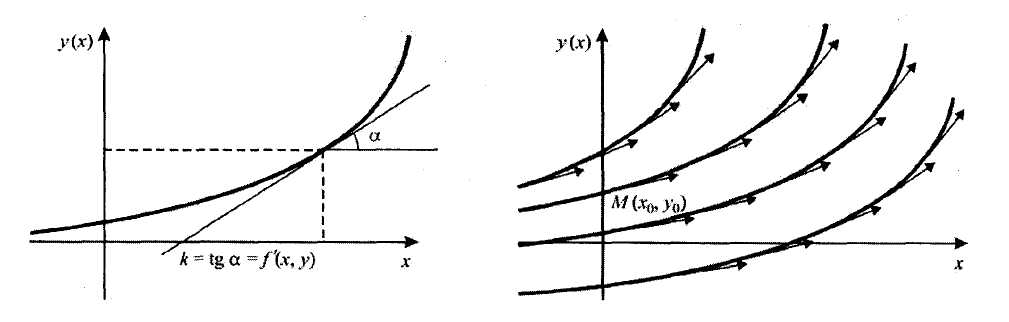 y(x)
α
k = tg α = f'(x, y)
x
y(x)
M(x₀, y₀)
x